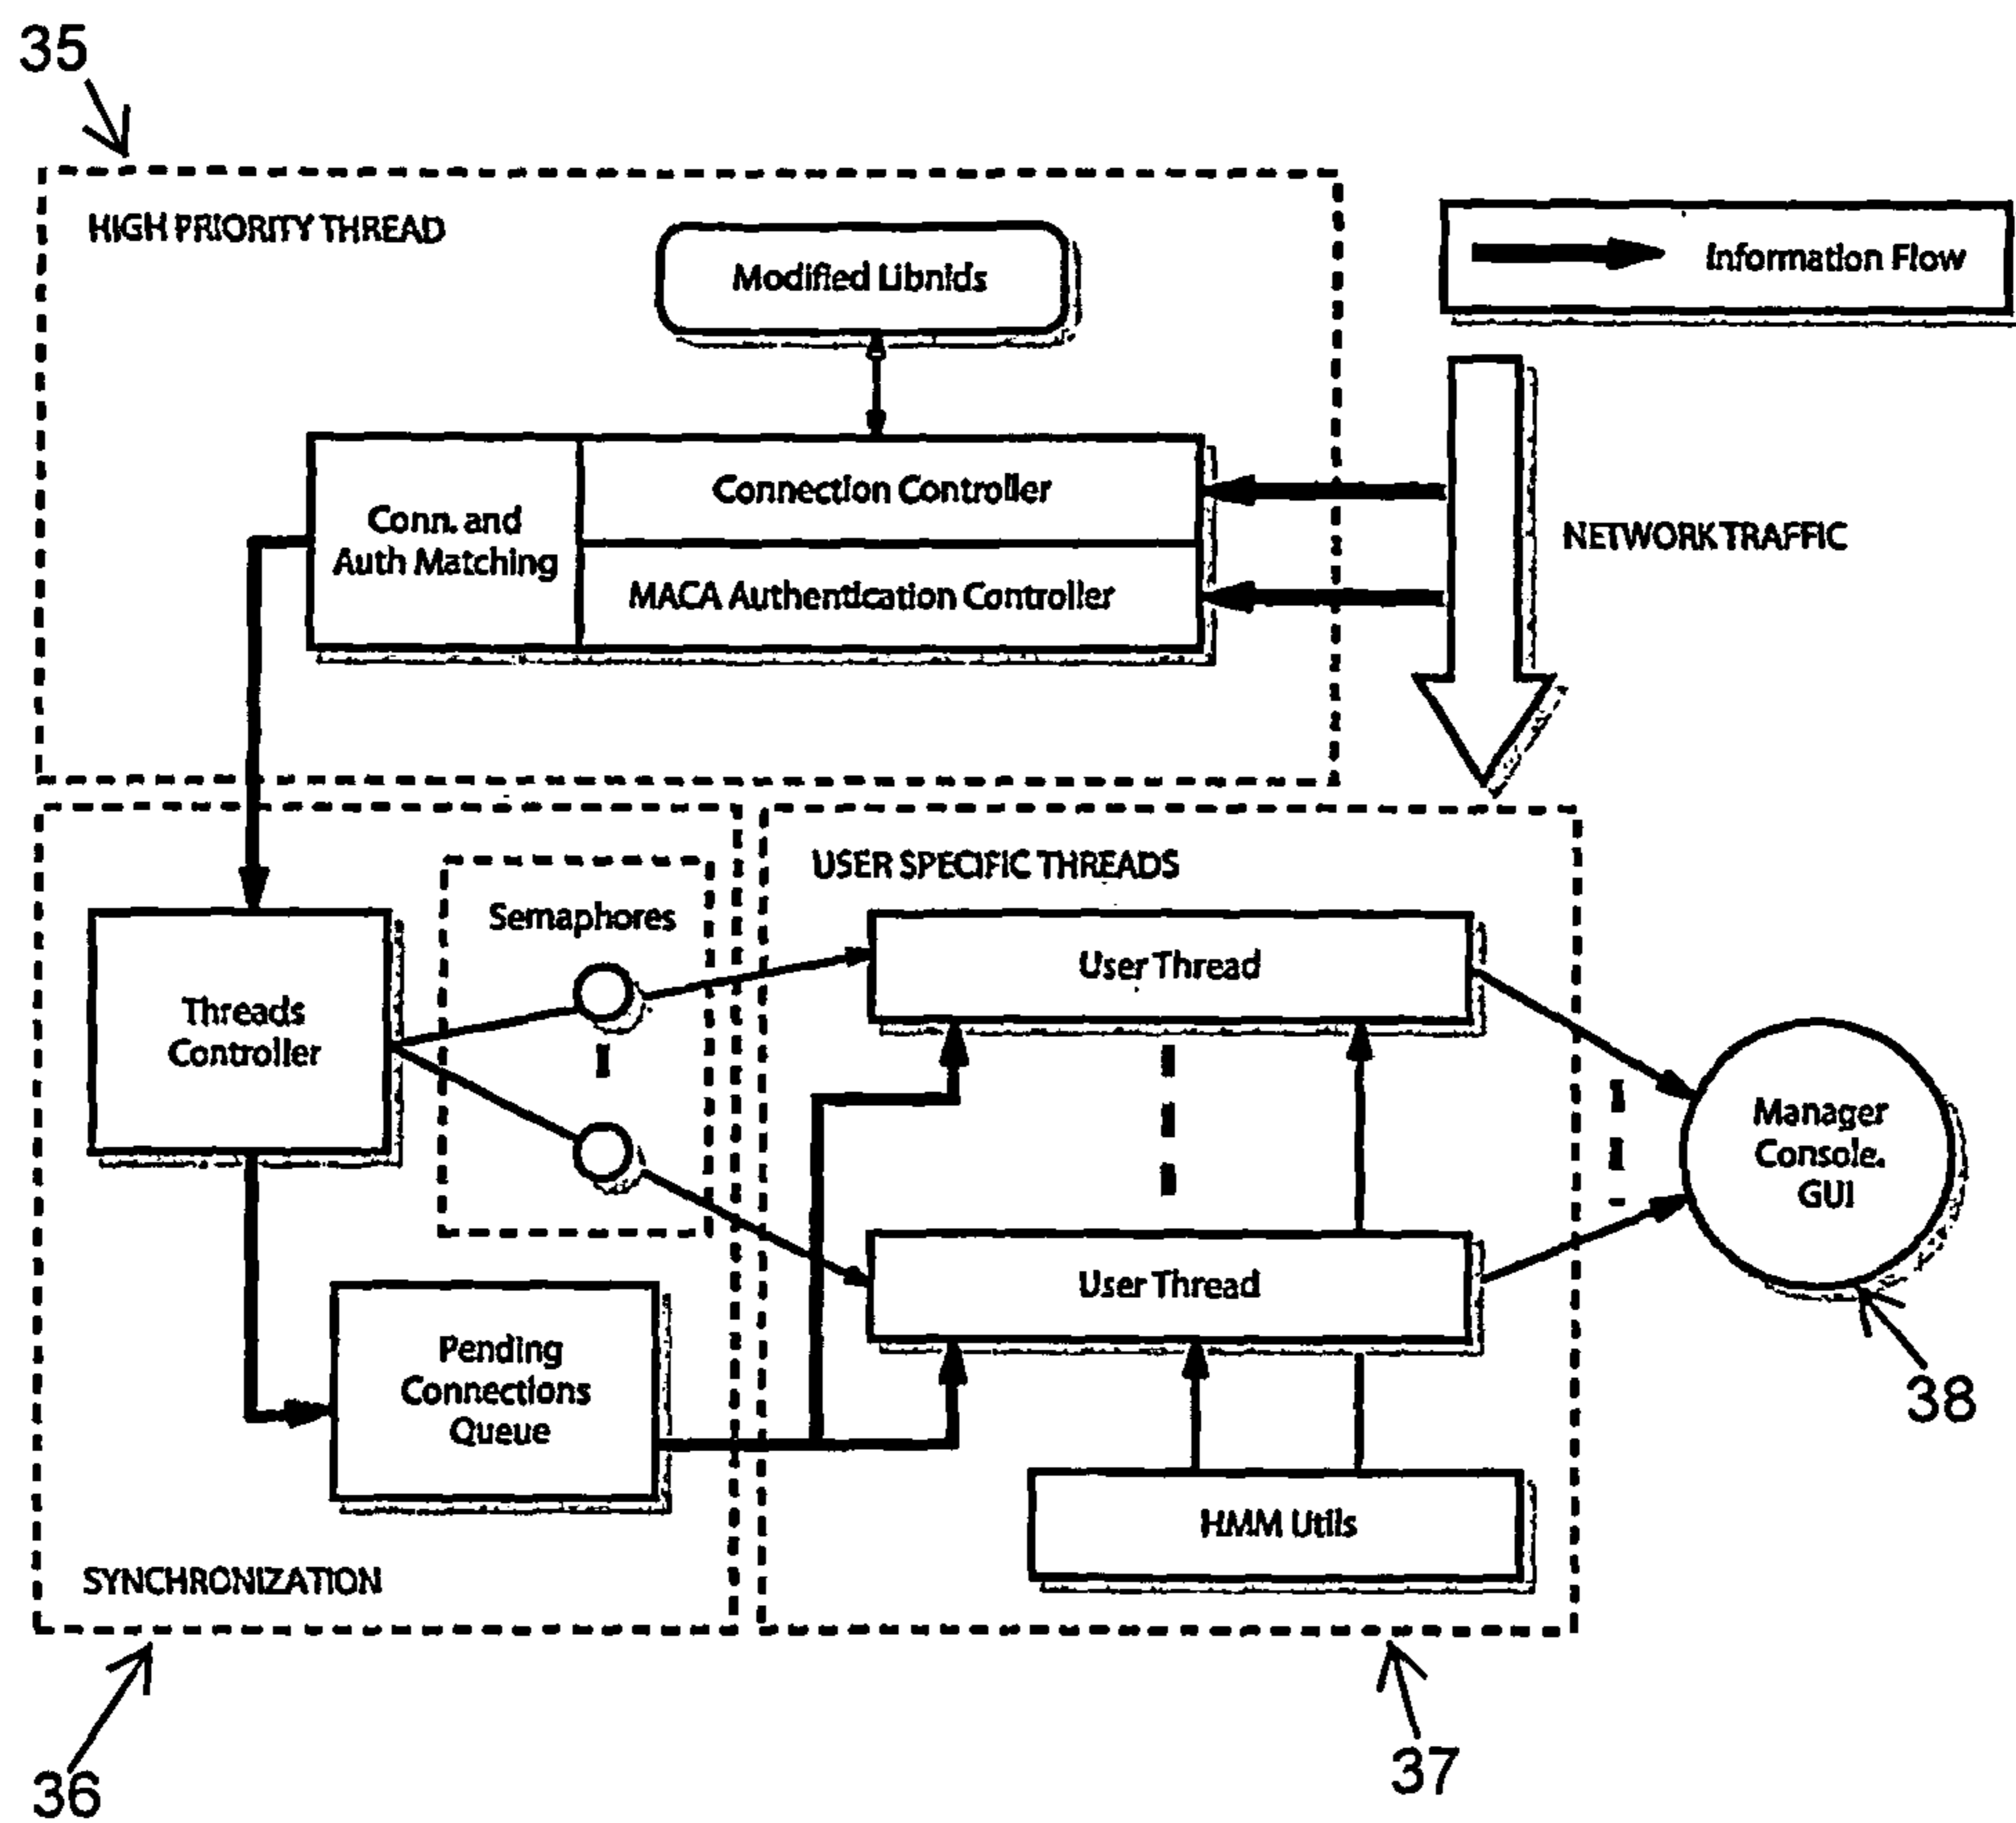 35
HIGH PRIORITY THREAD
Modified Libnids
Information Flow
Connection Controller
Conn. and
Auth Matching
NETWORK TRAFFIC
MACA Authentication Controller
USER SPECIFIC THREADS
Semaphores
User Thread
Threads
Controller
Manager
Console.
GUI
User Thread
Pending
Connections
Queue
38
HMM Utils
SYNCHRONIZATION
37
36